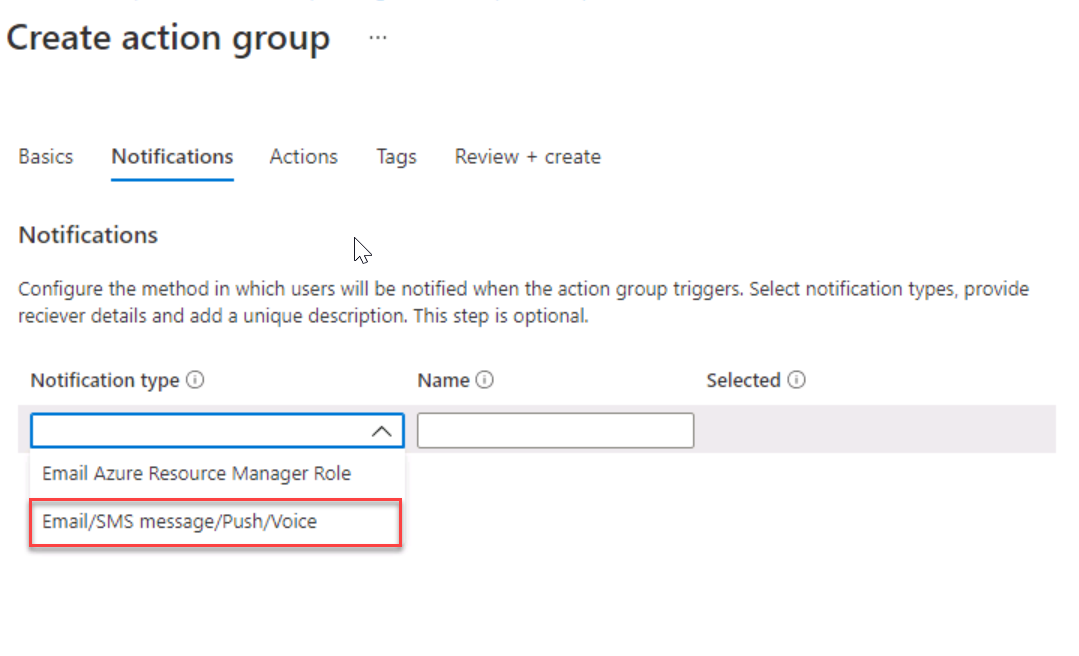 Create action group ...
Basics Notifications Actions Tags Review + create
Notifications
Configure the method in which users will be notified when the action group triggers. Select notification types, provide
reciever details and add a unique description. This step is optional.
Notification type Name Selected
Email Azure Resource Manager Role
Email/SMS message/Push/Voice